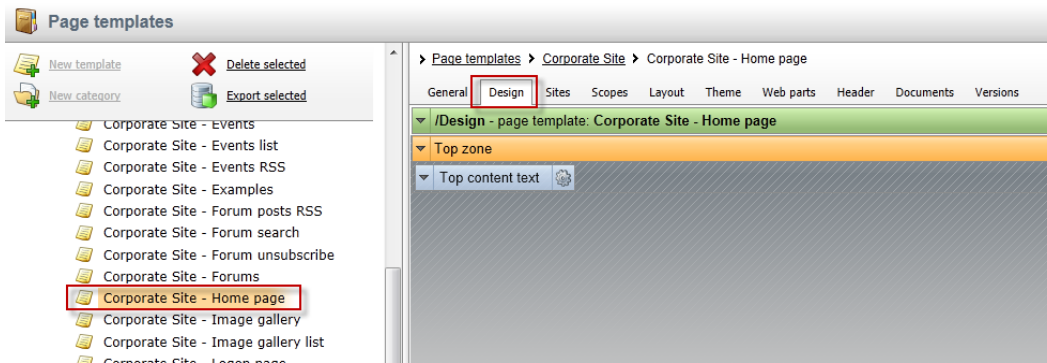 Page templates
New template Delete selected
New category Export selected
Corporate Site - Events
Corporate Site - Events list
Corporate Site - Events RSS
Corporate Site - Examples
Corporate Site - Forum posts RSS
Corporate Site - Forum search
Corporate Site - Forum unsubscribe
Corporate Site - Forums
Corporate Site - Home page
Corporate Site - Image gallery
Corporate Site - Image gallery list
Corporate Site - Logon page
> Page templates > Corporate Site > Corporate Site - Home page
General Design Sites Scopes Layout Theme Web parts Header Documents Versions
/Design - page template: Corporate Site - Home page
Top zone
Top content text